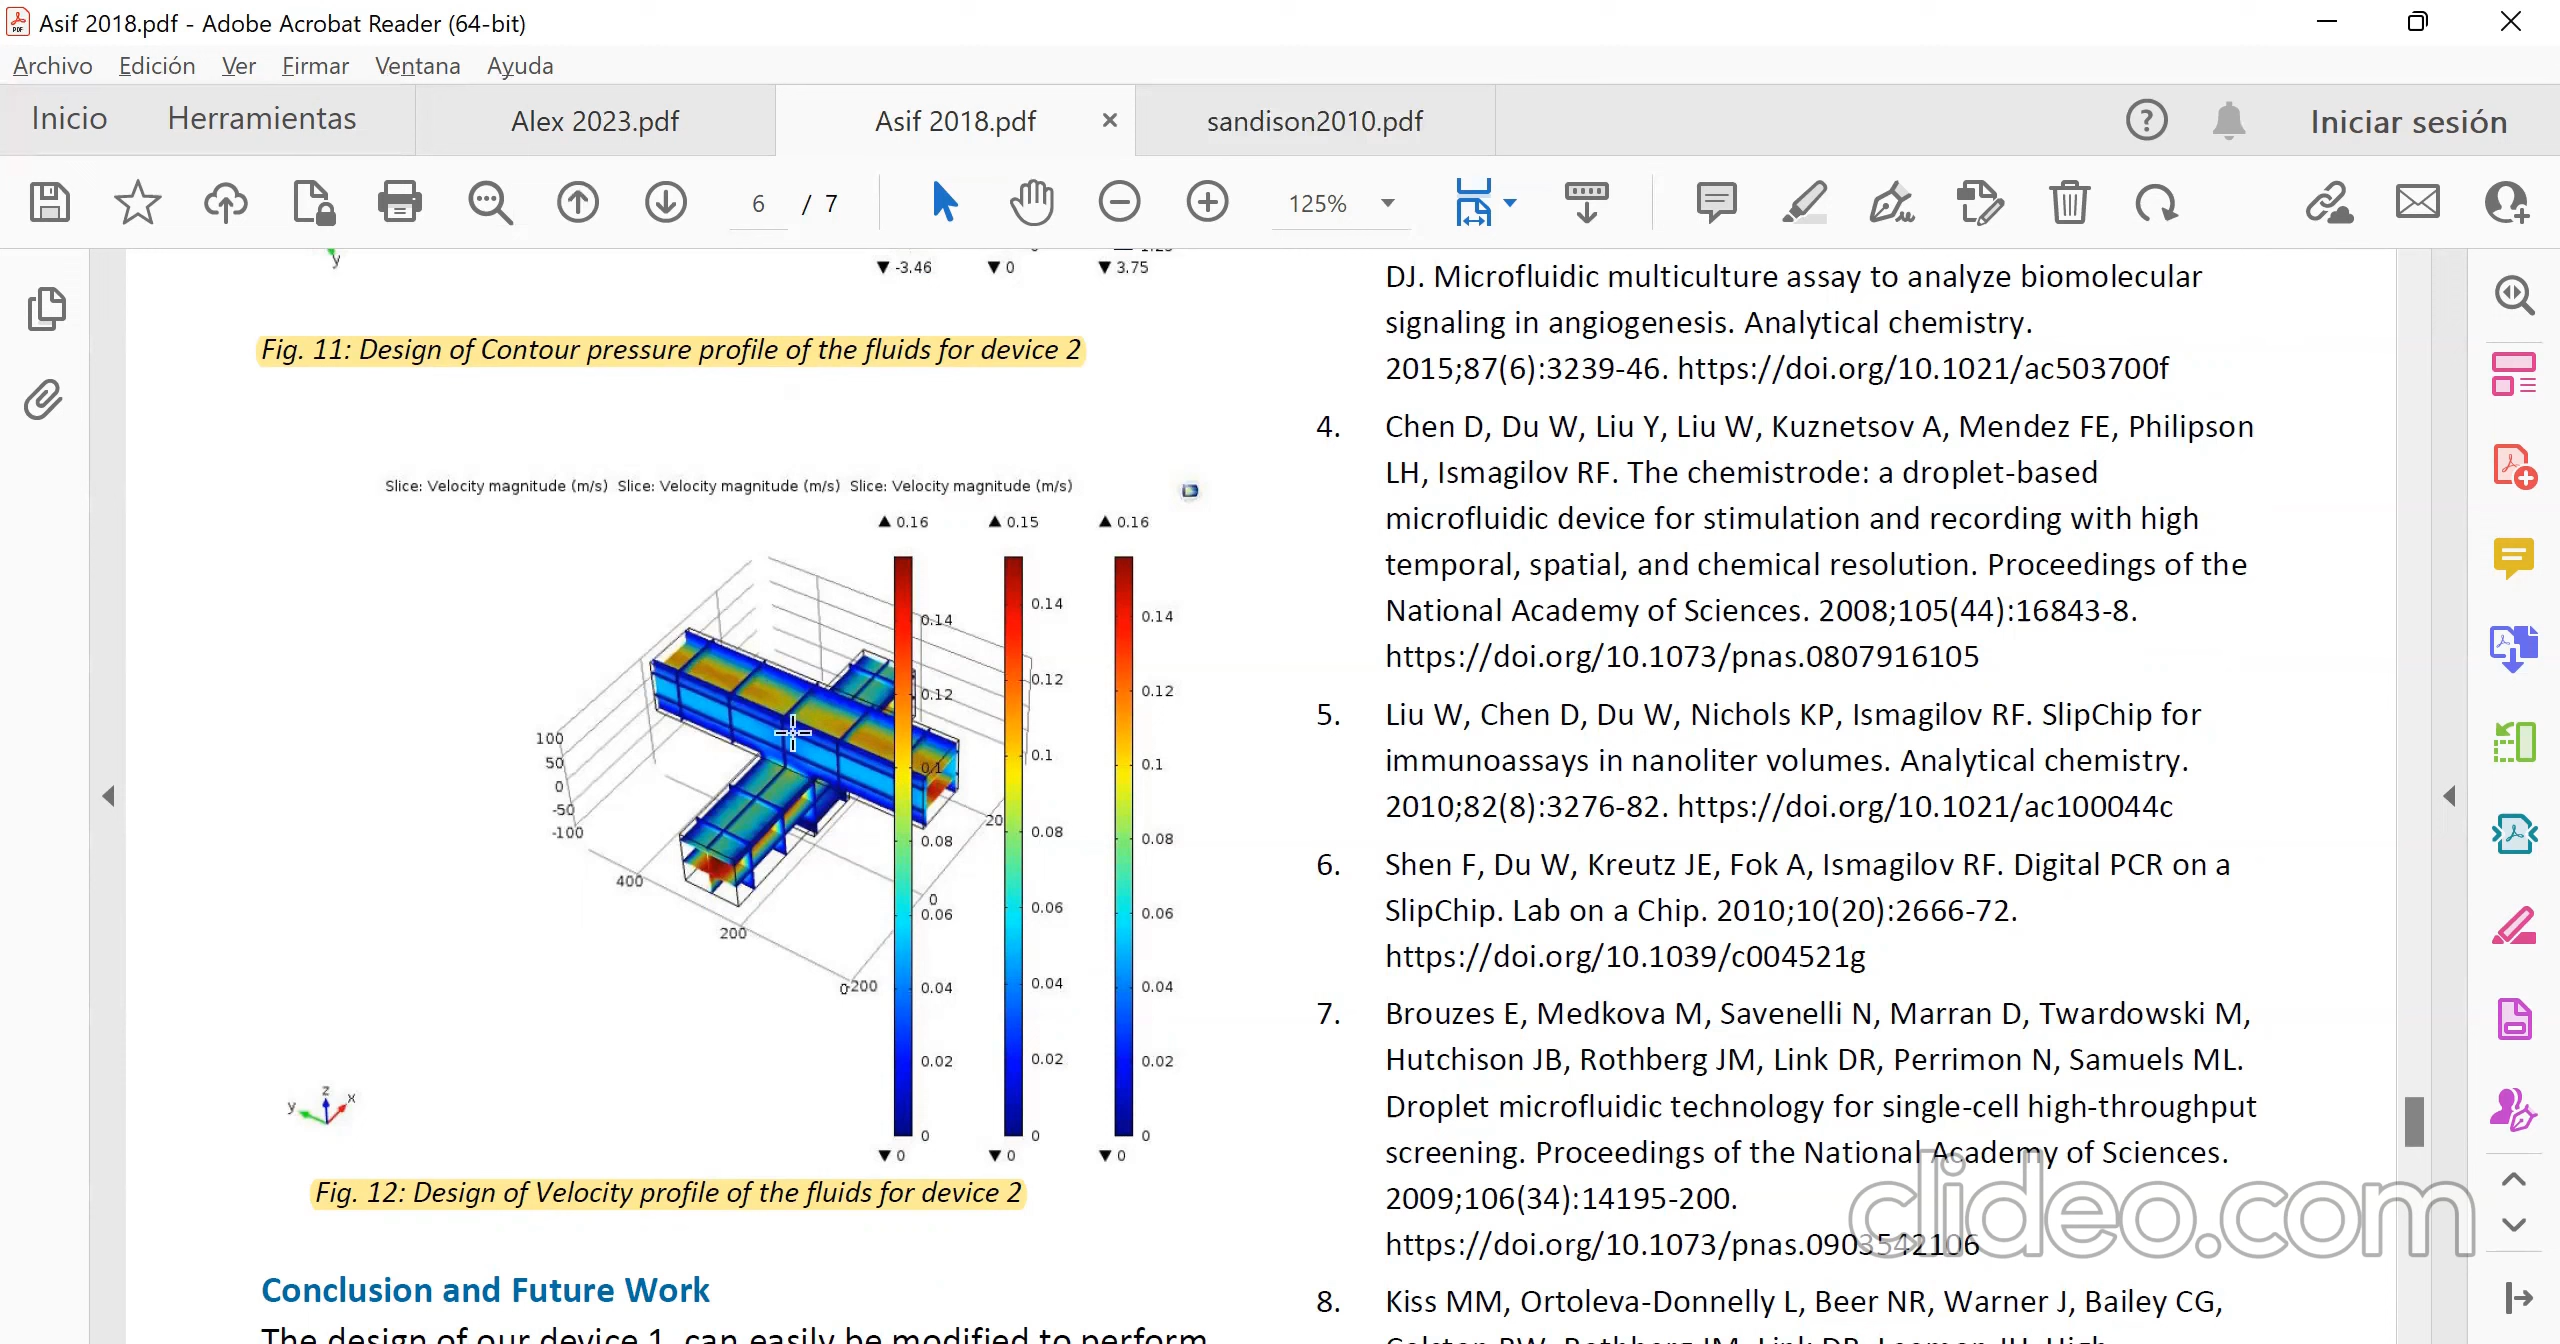 Asif 2018.pdf - Adobe Acrobat Reader (64-bit)
Archivo Edición Ver Firmar Ventana Ayuda
Inicio Herramientas Alex 2023.pdf Asif 2018.pdf × sandison2010.pdf Iniciar sesión
6 / 7 125%
y
▼ -3.46 ▼ 0 ▼ 3.75
Fig. 11: Design of Contour pressure profile of the fluids for device 2
Slice: Velocity magnitude (m/s) Slice: Velocity magnitude (m/s) Slice: Velocity magnitude (m/s)
▲ 0.16 ▲ 0.15 ▲ 0.16
0.14 0.14 0.14
0.12 0.12 0.12
0.1 0.1 0.1
0.08 0.08 0.08
0.06 0.06 0.06
0.04 0.04 0.04
0.02 0.02 0.02
0 0 0
▼ 0 ▼ 0 ▼ 0
100
50
0
-50
-100
400
200
0
-200
0
20
z
y x
Fig. 12: Design of Velocity profile of the fluids for device 2
Conclusion and Future Work
The design of our device 1, can easily be modified to perform
DJ. Microfluidic multiculture assay to analyze biomolecular
signaling in angiogenesis. Analytical chemistry.
2015;87(6):3239-46. https://doi.org/10.1021/ac503700f
4. Chen D, Du W, Liu Y, Liu W, Kuznetsov A, Mendez FE, Philipson
LH, Ismagilov RF. The chemistrode: a droplet-based
microfluidic device for stimulation and recording with high
temporal, spatial, and chemical resolution. Proceedings of the
National Academy of Sciences. 2008;105(44):16843-8.
https://doi.org/10.1073/pnas.0807916105
5. Liu W, Chen D, Du W, Nichols KP, Ismagilov RF. SlipChip for
immunoassays in nanoliter volumes. Analytical chemistry.
2010;82(8):3276-82. https://doi.org/10.1021/ac100044c
6. Shen F, Du W, Kreutz JE, Fok A, Ismagilov RF. Digital PCR on a
SlipChip. Lab on a Chip. 2010;10(20):2666-72.
https://doi.org/10.1039/c004521g
7. Brouzes E, Medkova M, Savenelli N, Marran D, Twardowski M,
Hutchison JB, Rothberg JM, Link DR, Perrimon N, Samuels ML.
Droplet microfluidic technology for single-cell high-throughput
screening. Proceedings of the National Academy of Sciences.
2009;106(34):14195-200.
https://doi.org/10.1073/pnas.0903542106
8. Kiss MM, Ortoleva-Donnelly L, Beer NR, Warner J, Bailey CG,
clideo.com